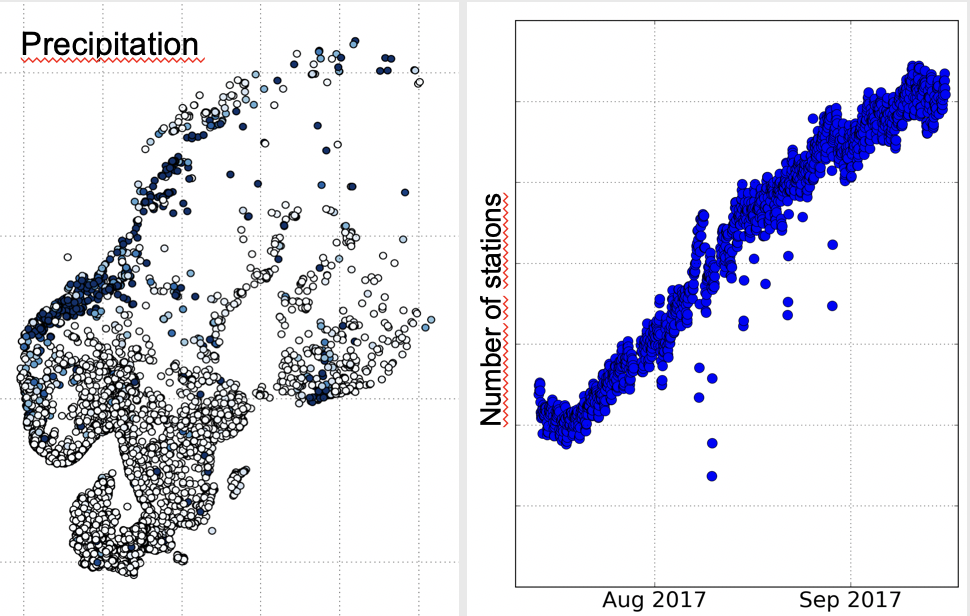 Precipitation
Number of stations
Aug 2017
Sep 2017